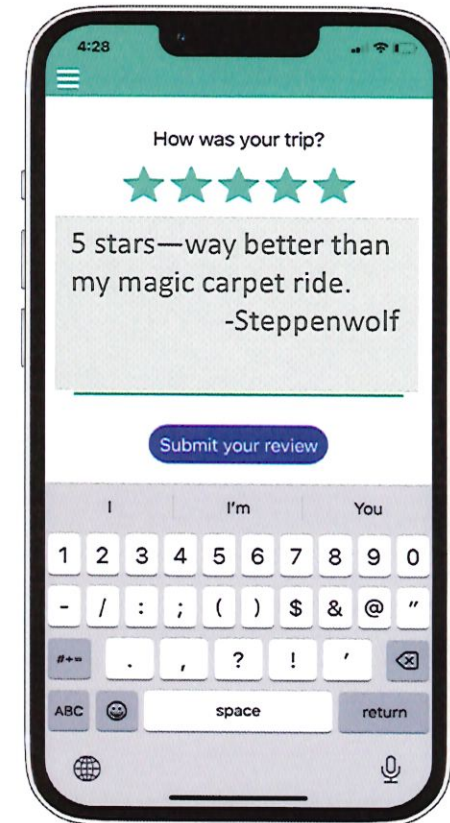 4:28
How was your trip?
5 stars—way better than
my magic carpet ride.
-Steppenwolf
Submit your review
I I'm You
1 2 3 4 5 6 7 8 9 0
- / : ; ( ) $ & @ "
#+= . , ? ! '
ABC space return